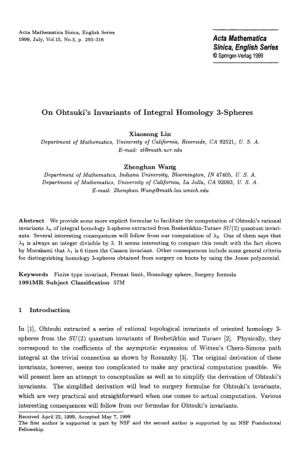 Acta Mathematica Sinica, English Series
1999, July, Vol.15, No.3, p. 293–316
Acta Mathematica
Sinica, English Series
© Springer-Verlag 1999
On Ohtsuki's Invariants of Integral Homology 3-Spheres
Xiaosong Lin
Department of Mathematics, University of California, Riverside, CA 92521, U. S. A.
E-mail: xl@math.ucr.edu
Zhenghan Wang
Department of Mathematics, Indiana University, Bloomington, IN 47405, U. S. A.
Department of Mathematics, University of California, La Jolla, CA 92093, U. S. A.
E-mail: Zhenghan.Wang@math.lsa.umich.edu
Abstract We provide some more explicit formulae to facilitate the computation of Ohtsuki's rational
invariants λn of integral homology 3-spheres extracted from Reshetikhin-Turaev SU(2) quantum invari-
ants. Several interesting consequences will follow from our computation of λ2. One of them says that
λ2 is always an integer divisible by 3. It seems interesting to compare this result with the fact shown
by Murakami that λ1 is 6 times the Casson invariant. Other consequences include some general criteria
for distinguishing homology 3-spheres obtained from surgery on knots by using the Jones polynomial.
Keywords Finite type invariant, Fermat limit, Homology sphere, Surgery formula
1991MR Subject Classification 57M
1 Introduction
In [1], Ohtsuki extracted a series of rational topological invariants of oriented homology 3-
spheres from the SU(2) quantum invariants of Reshetikhin and Turaev [2]. Physically, they
correspond to the coefficients of the asymptotic expansion of Witten's Chern-Simons path
integral at the trivial connection as shown by Rozansky [3]. The original derivation of these
invariants, however, seems too complicated to make any practical computation possible. We
will present here an attempt to conceptualize as well as to simplify the derivation of Ohtsuki's
invariants. The simplified derivation will lead to surgery formulae for Ohtsuki's invariants,
which are very practical and straightforward when one comes to actual computation. Various
interesting consequences will follow from our formulae for Ohtsuki's invariants.
Received April 22, 1999, Accepted May 7, 1999
The first author is supported in part by NSF and the second author is supported by an NSF Postdoctoral
Fellowship.